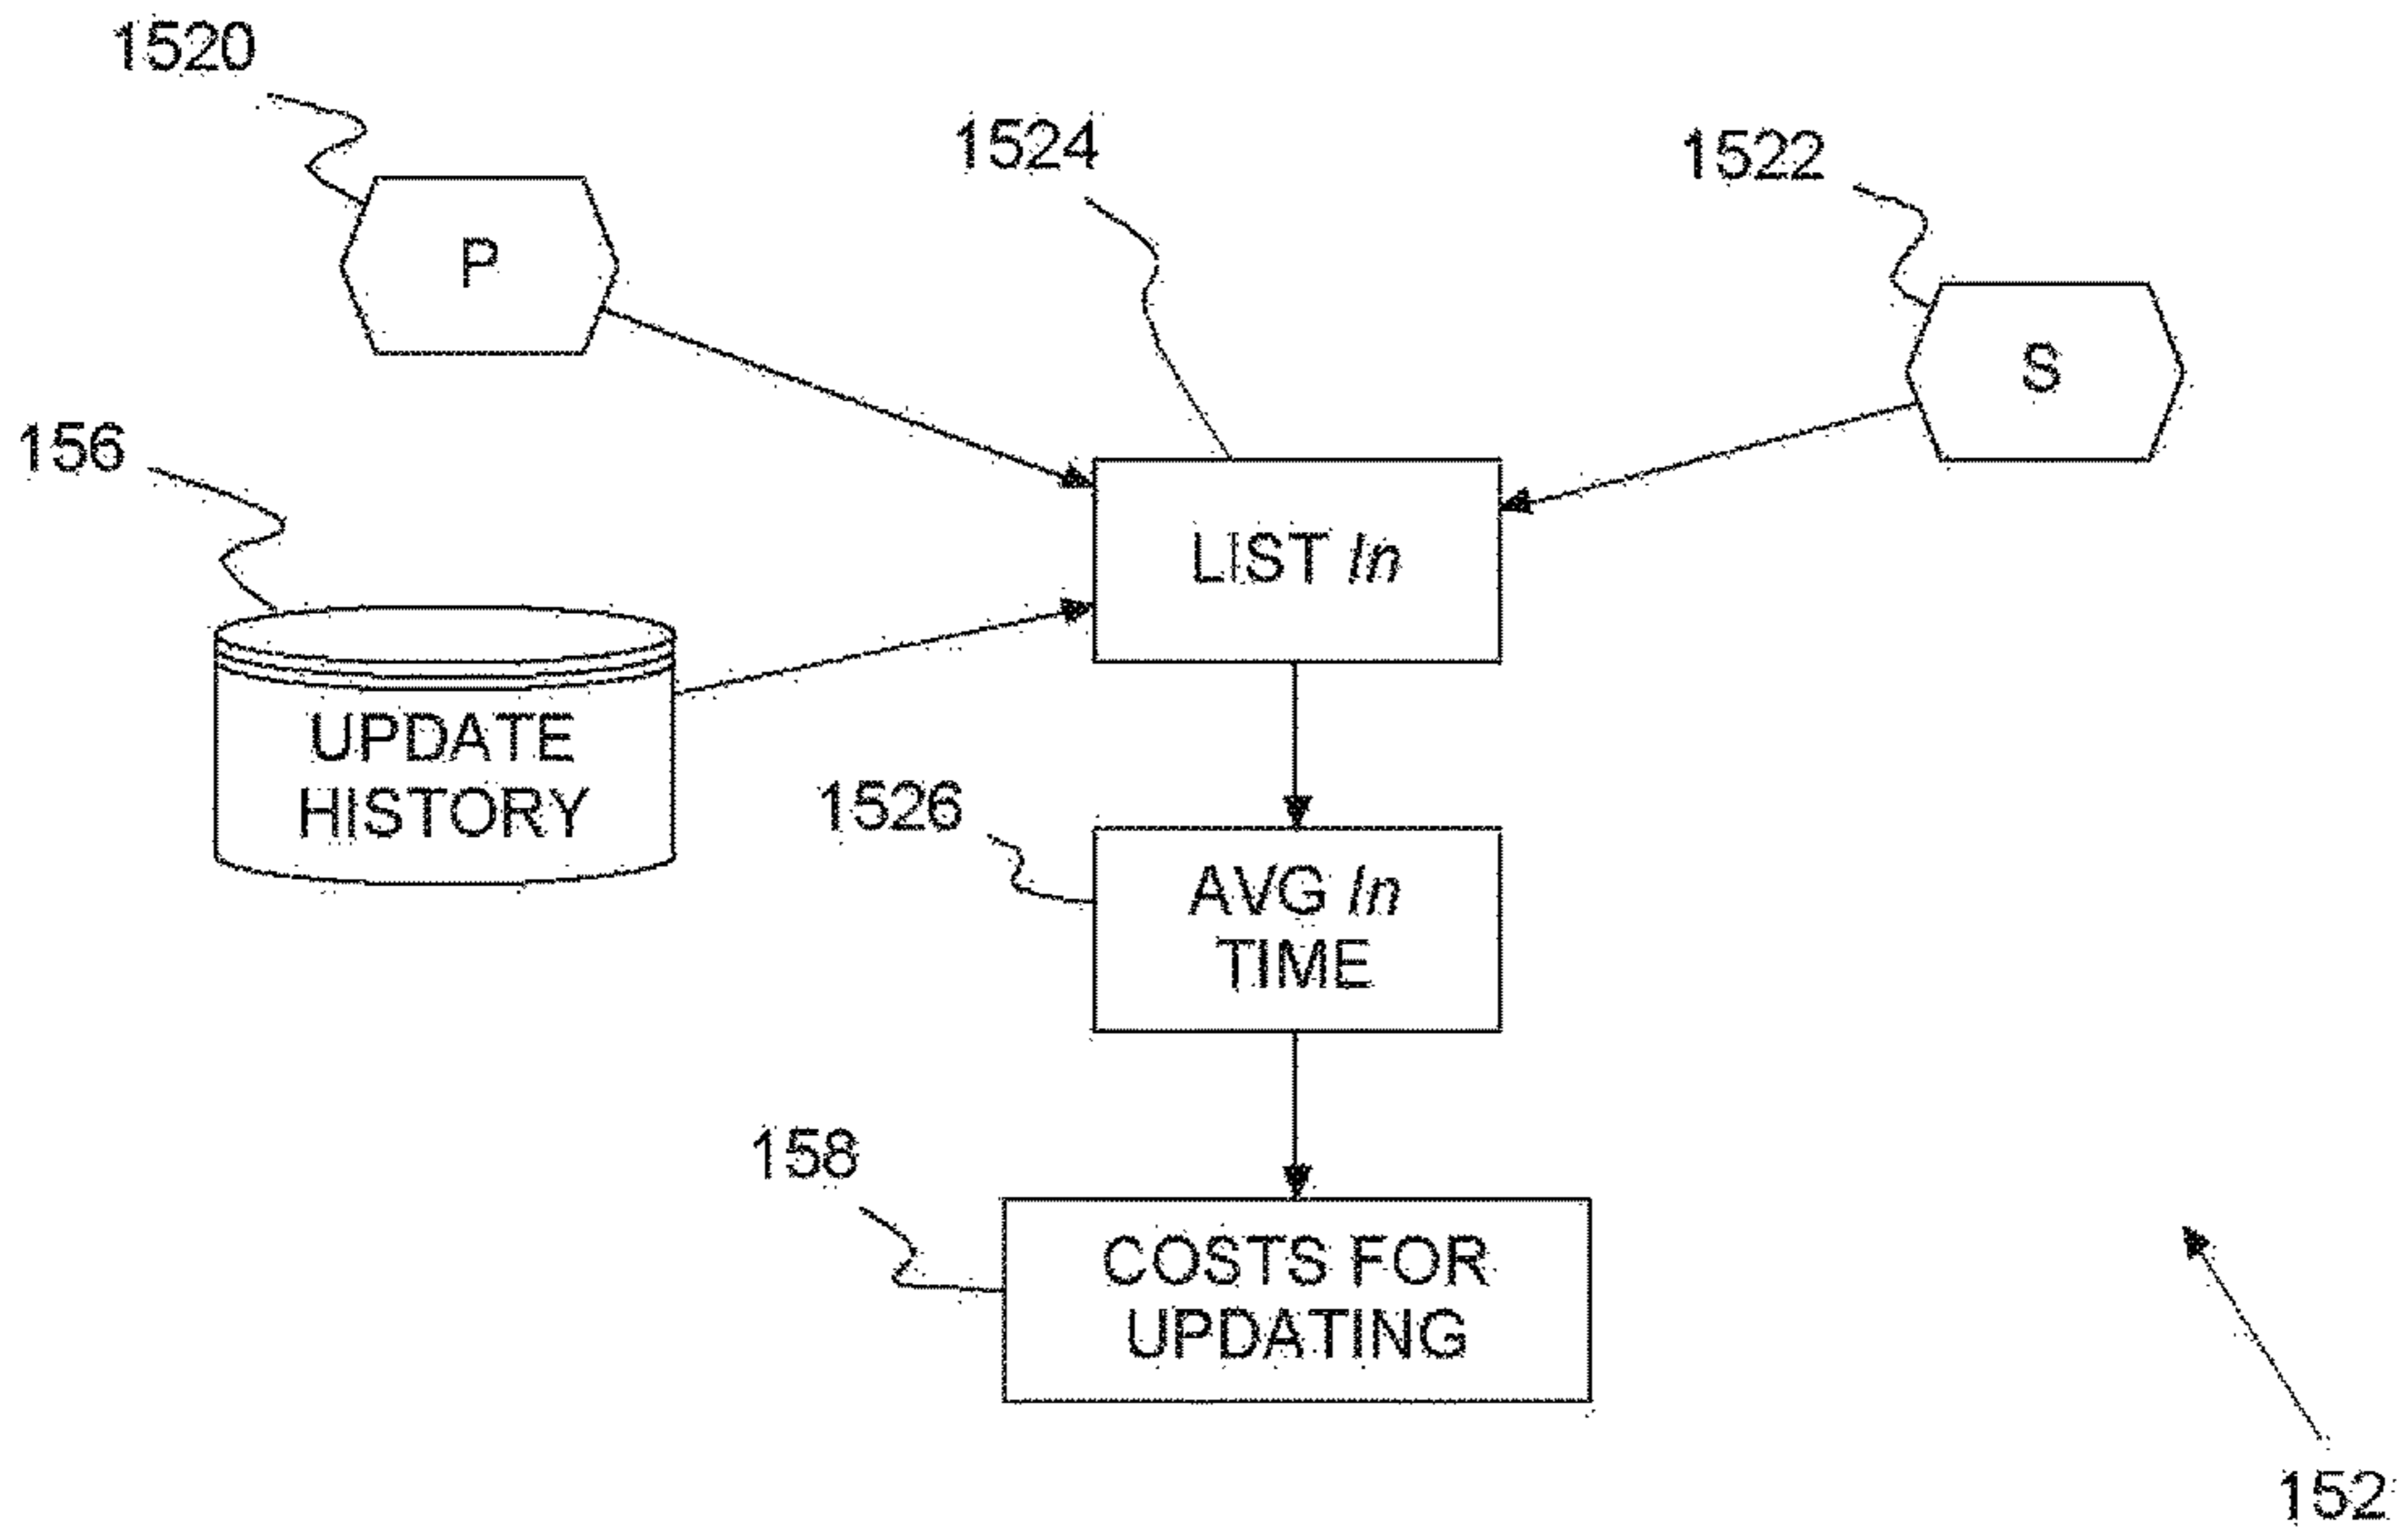 1520
1524
1522
P
S
156
LIST In
UPDATE
HISTORY
1526
AVG In
TIME
158
COSTS FOR
UPDATING
152